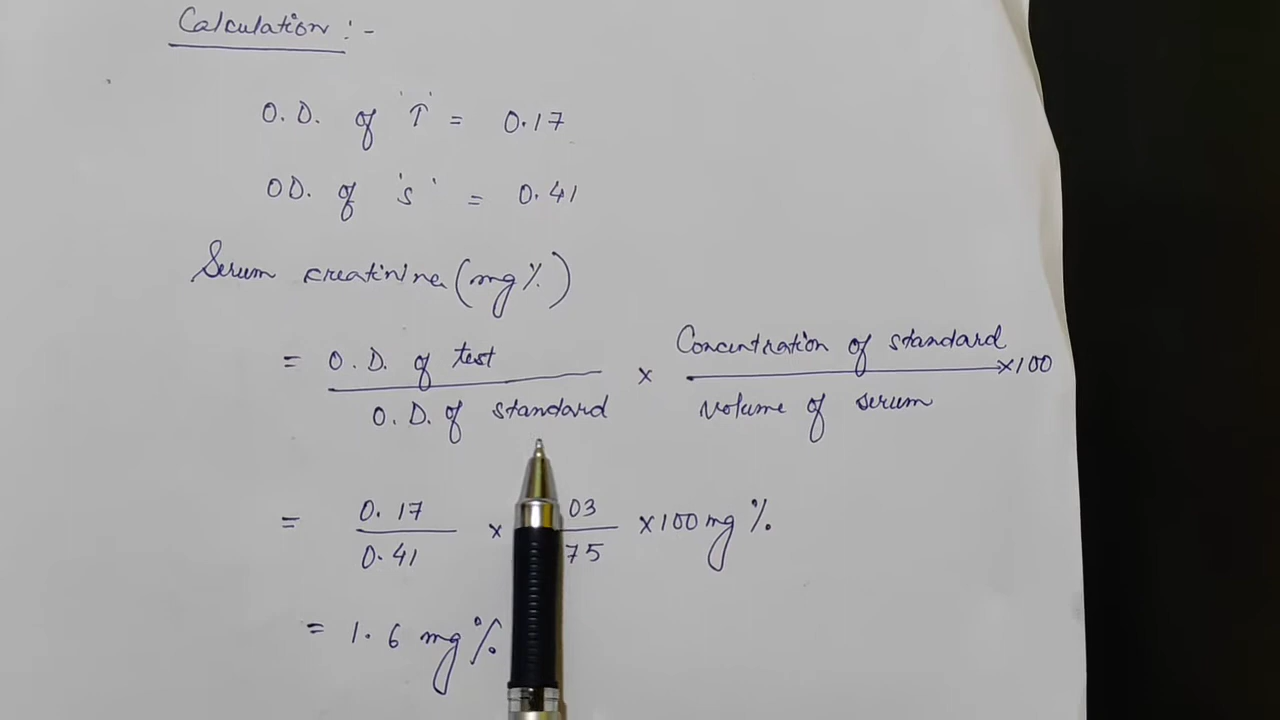 Calculation :-
O.D. of 'T' = 0.17
OD. of 's' = 0.41
Serum creatinine (mg%)
= O.D. of test / O.D. of standard × Concentration of standard / volume of serum ×100
= 0.17 / 0.41 × 03 / 75 ×100 mg%
= 1.6 mg%